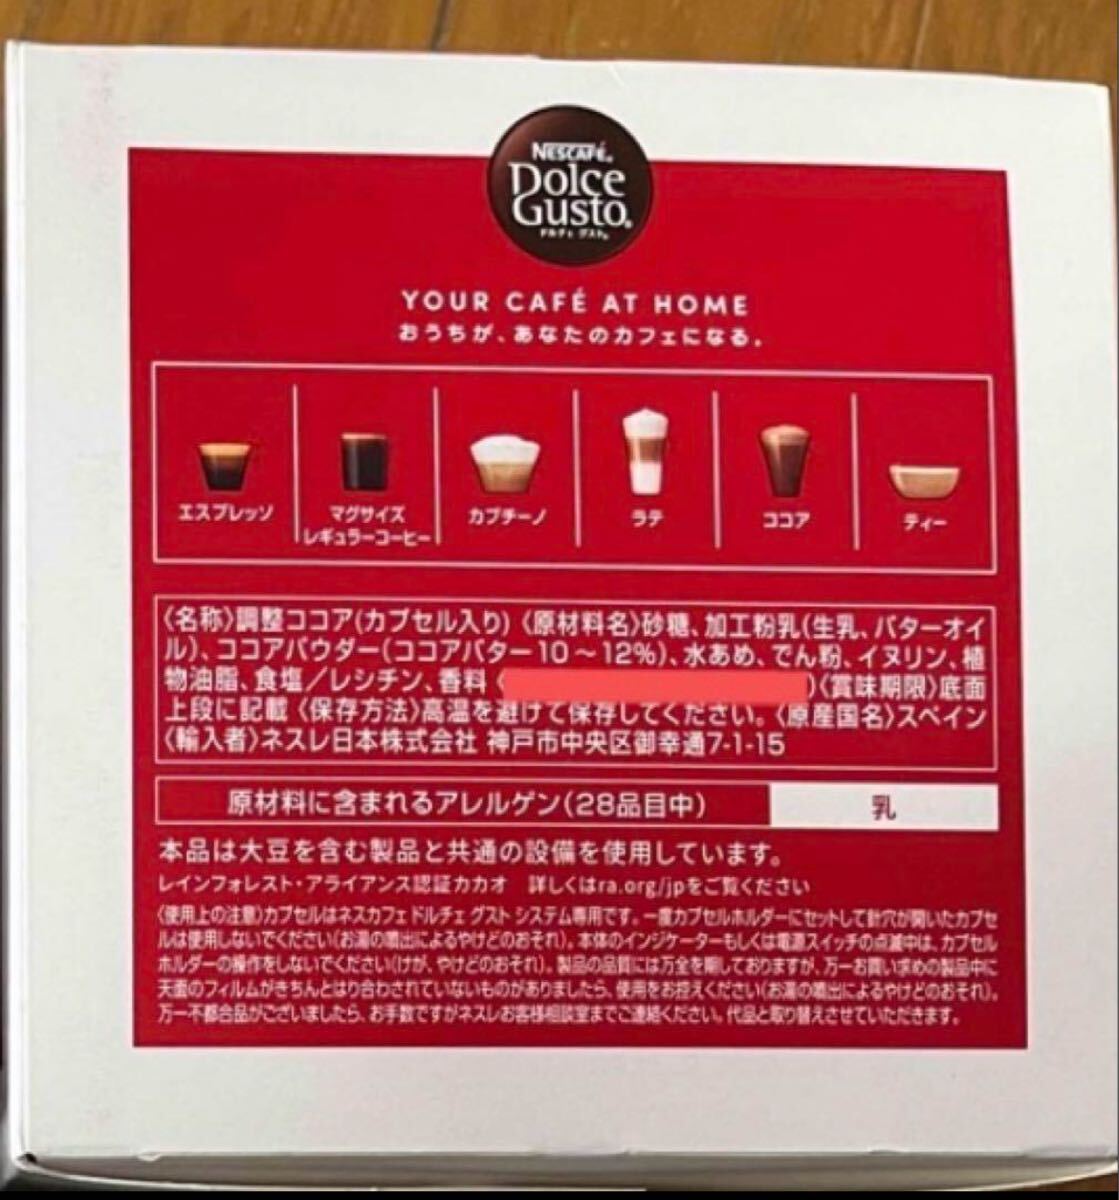 NESCAFÉ®
Dolce
Gusto®
ドルチェ グスト®
YOUR CAFÉ AT HOME
おうちが、あなたのカフェになる。
エスプレッソ
マグサイズ
レギュラーコーヒー
カプチーノ
ラテ
ココア
ティー
〈名称〉調整ココア(カプセル入り)〈原材料名〉砂糖、加工粉乳(生乳、バターオイ
ル)、ココアパウダー(ココアバター10～12%)、水あめ、でん粉、イヌリン、植
物油脂、食塩／レシチン、香料〈 )〈賞味期限〉底面
上段に記載〈保存方法〉高温を避けて保存してください。〈原産国名〉スペイン
〈輸入者〉ネスレ日本株式会社 神戸市中央区御幸通7-1-15
原材料に含まれるアレルゲン(28品目中)
乳
本品は大豆を含む製品と共通の設備を使用しています。
レインフォレスト・アライアンス認証カカオ 詳しくはra.org/jpをご覧ください
〈使用上の注意〉カプセルはネスカフェ ドルチェ グスト システム専用です。一度カプセルホルダーにセットして針穴が開いたカプセ
ルは使用しないでください(お湯の噴出によるやけどのおそれ)。本体のインジケーターもしくは電源スイッチの点滅中は、カプセル
ホルダーの操作をしないでください(けが、やけどのおそれ)。製品の品質には万全を期しておりますが、万一お買い求めの製品中に
天面のフィルムがきちんとはり合わされていないものがありましたら、使用をお控えください(お湯の噴出によるやけどのおそれ)。
万一不都合品がございましたら、お手数ですがネスレお客様相談室までご連絡ください。代品と取り替えさせていただきます。